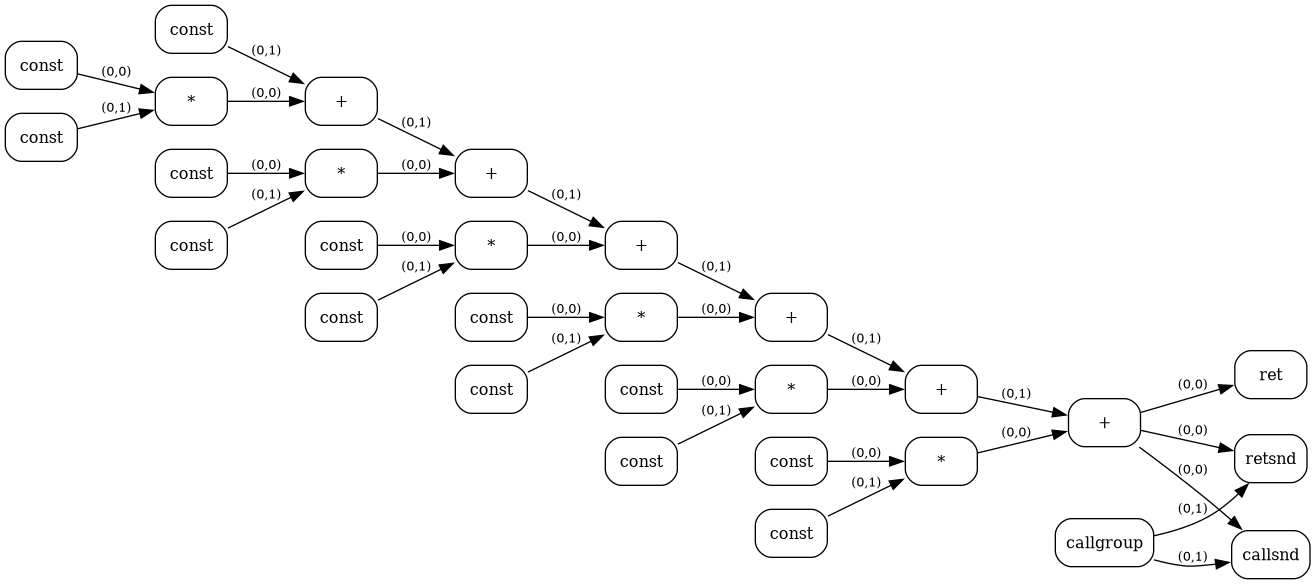 const
(0,1)
const
(0,0)
*
(0,0)
+
(0,1)
const
(0,1)
const
(0,0)
*
(0,0)
+
(0,1)
const
(0,1)
const
(0,0)
*
(0,0)
+
(0,1)
const
(0,1)
const
(0,0)
*
(0,0)
+
(0,1)
const
(0,1)
const
(0,0)
*
(0,0)
+
(0,1)
const
(0,1)
const
(0,0)
*
(0,0)
+
(0,0)
ret
(0,0)
retsnd
(0,0)
const
(0,1)
callgroup
(0,1)
(0,1)
callsnd